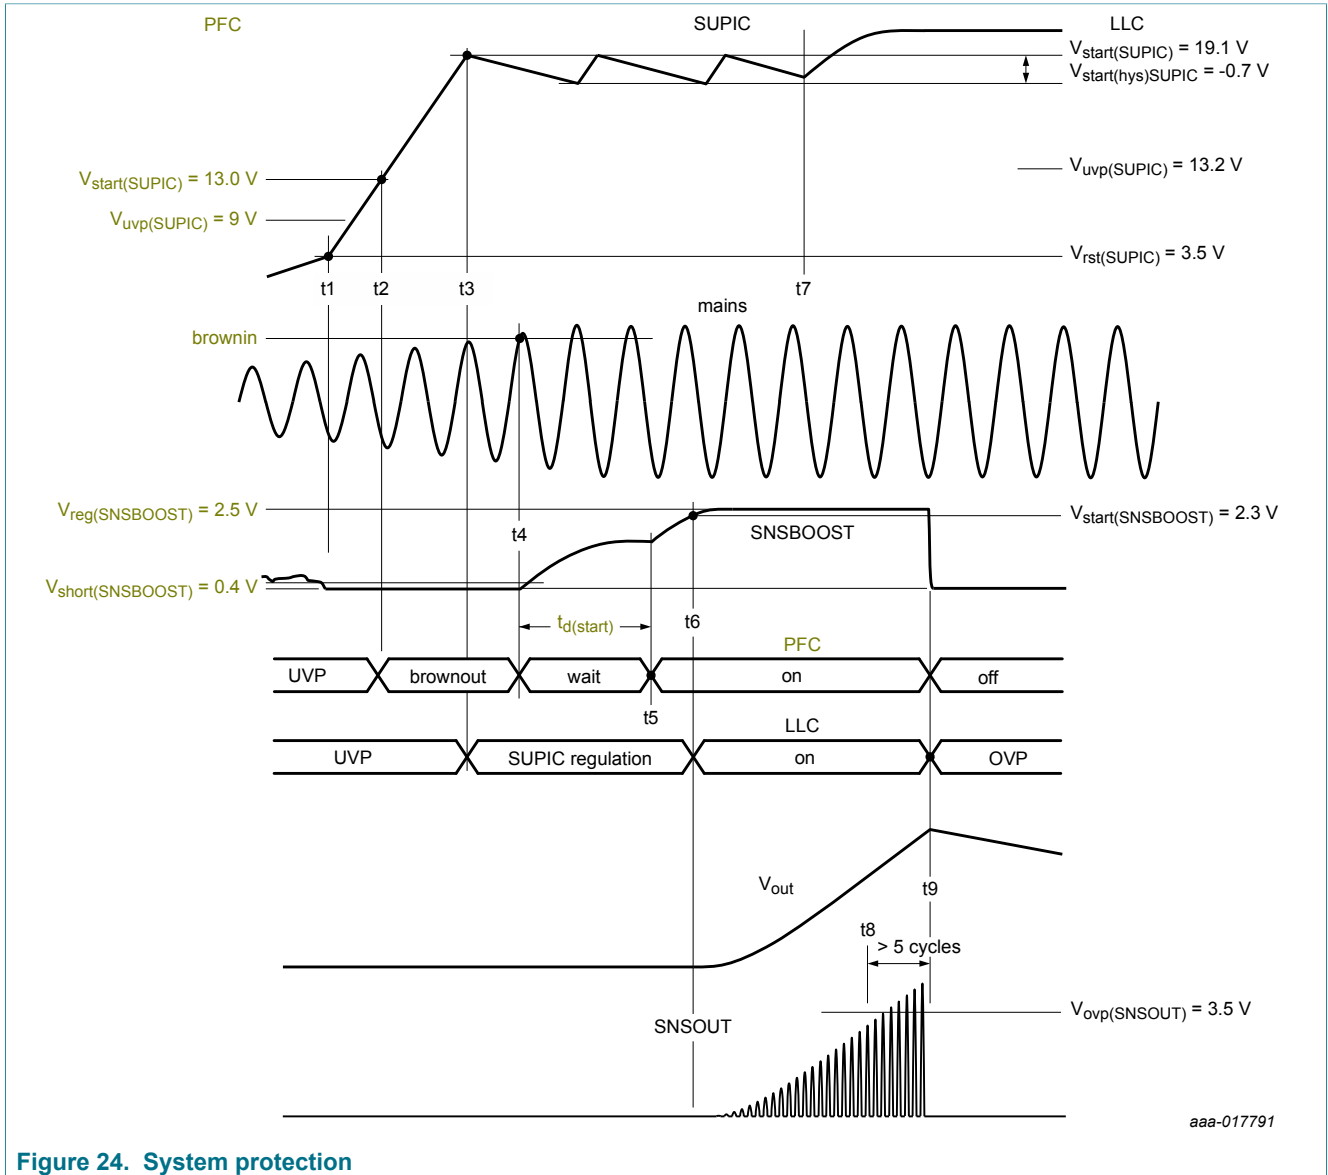 PFC SUPIC LLC
Vstart(SUPIC) = 19.1 V
Vstart(hys)SUPIC = -0.7 V
Vstart(SUPIC) = 13.0 V
Vuvp(SUPIC) = 13.2 V
Vuvp(SUPIC) = 9 V
Vrst(SUPIC) = 3.5 V
t1 t2 t3 t7
mains
brownin
Vreg(SNSBOOST) = 2.5 V
Vstart(SNSBOOST) = 2.3 V
t4
SNSBOOST
Vshort(SNSBOOST) = 0.4 V
td(start)
t6
PFC
UVP brownout wait on off
t5
LLC
UVP SUPIC regulation on OVP
Vout
t9
t8
> 5 cycles
Vovp(SNSOUT) = 3.5 V
SNSOUT
aaa-017791
Figure 24. System protection